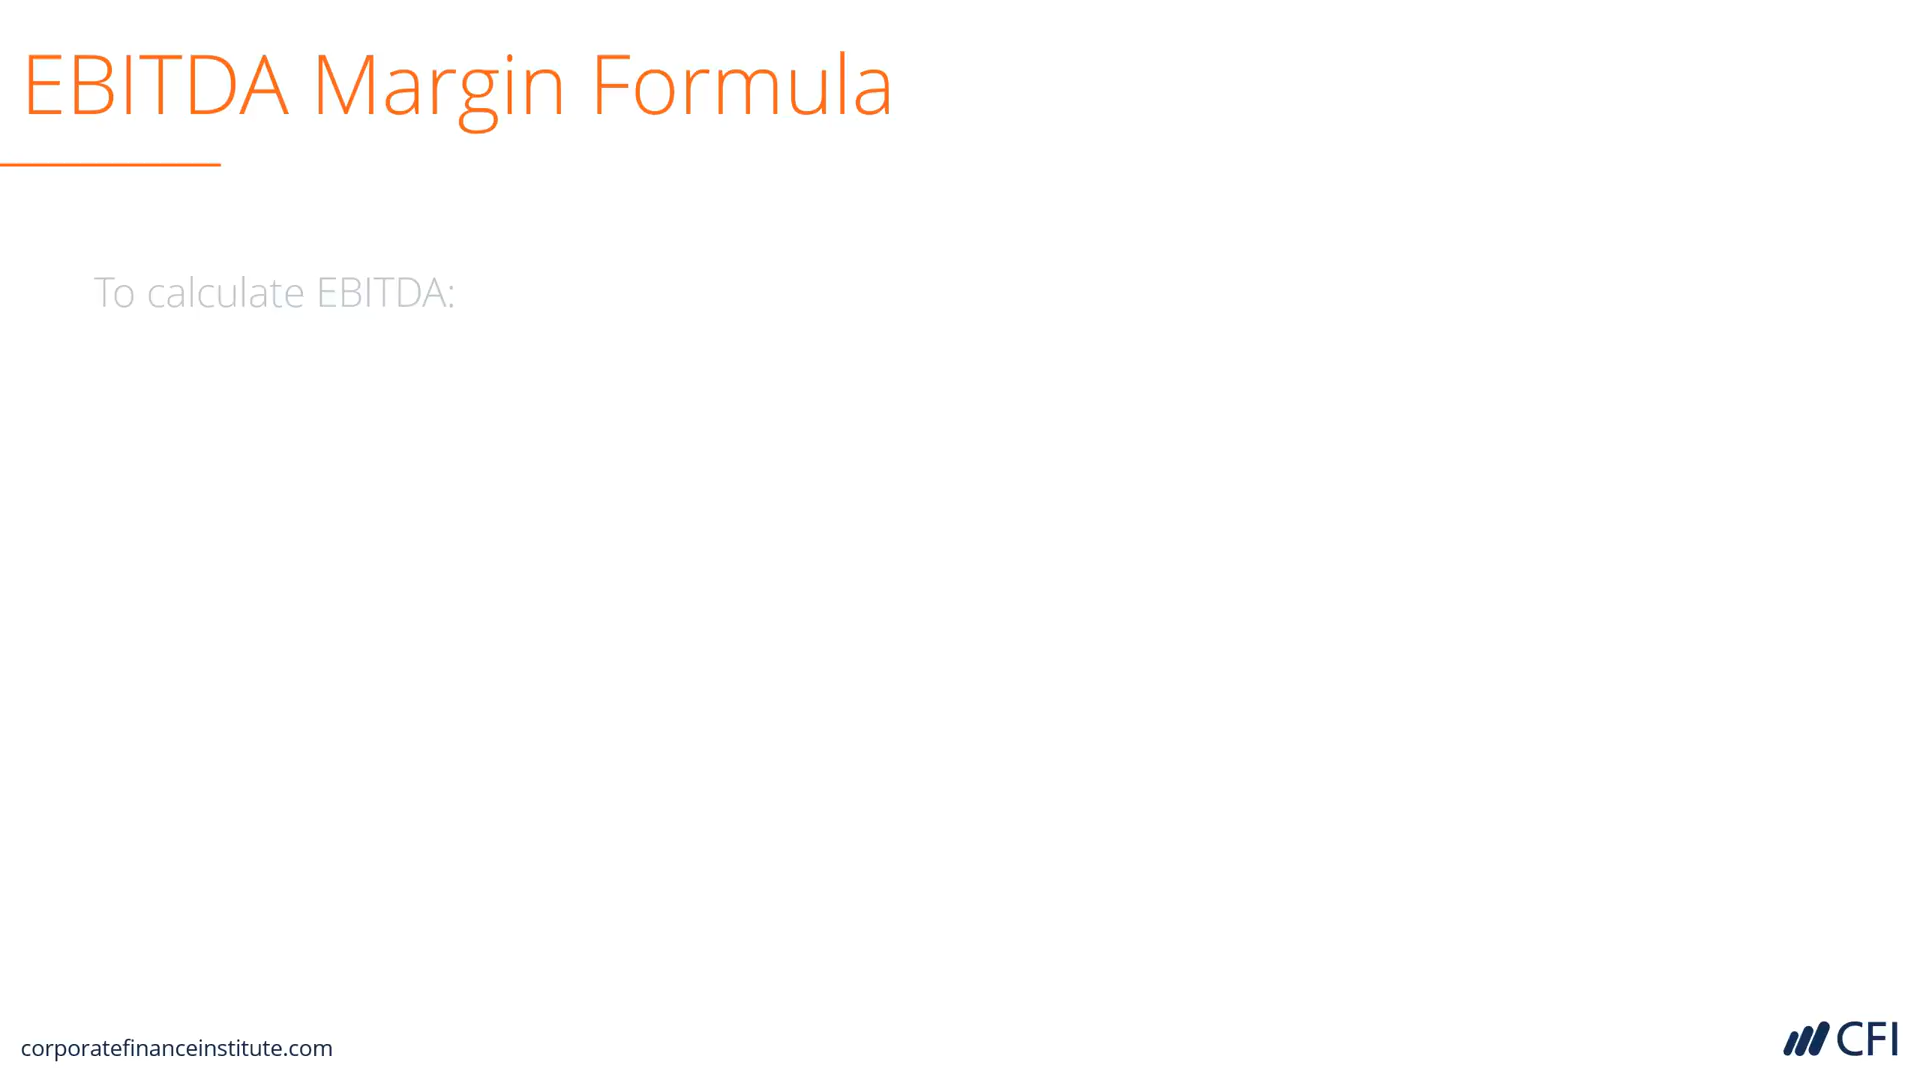 EBITDA Margin Formula
To calculate EBITDA:
corporatefinanceinstitute.com
CFI